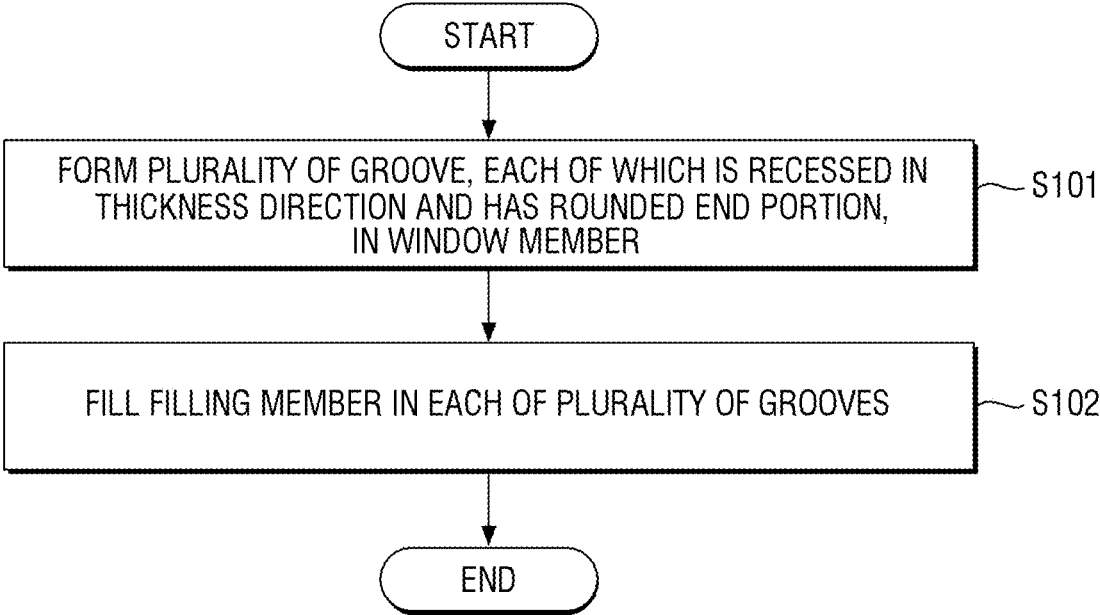 START
FORM PLURALITY OF GROOVE, EACH OF WHICH IS RECESSED IN
THICKNESS DIRECTION AND HAS ROUNDED END PORTION,
IN WINDOW MEMBER
S101
FILL FILLING MEMBER IN EACH OF PLURALITY OF GROOVES
S102
END